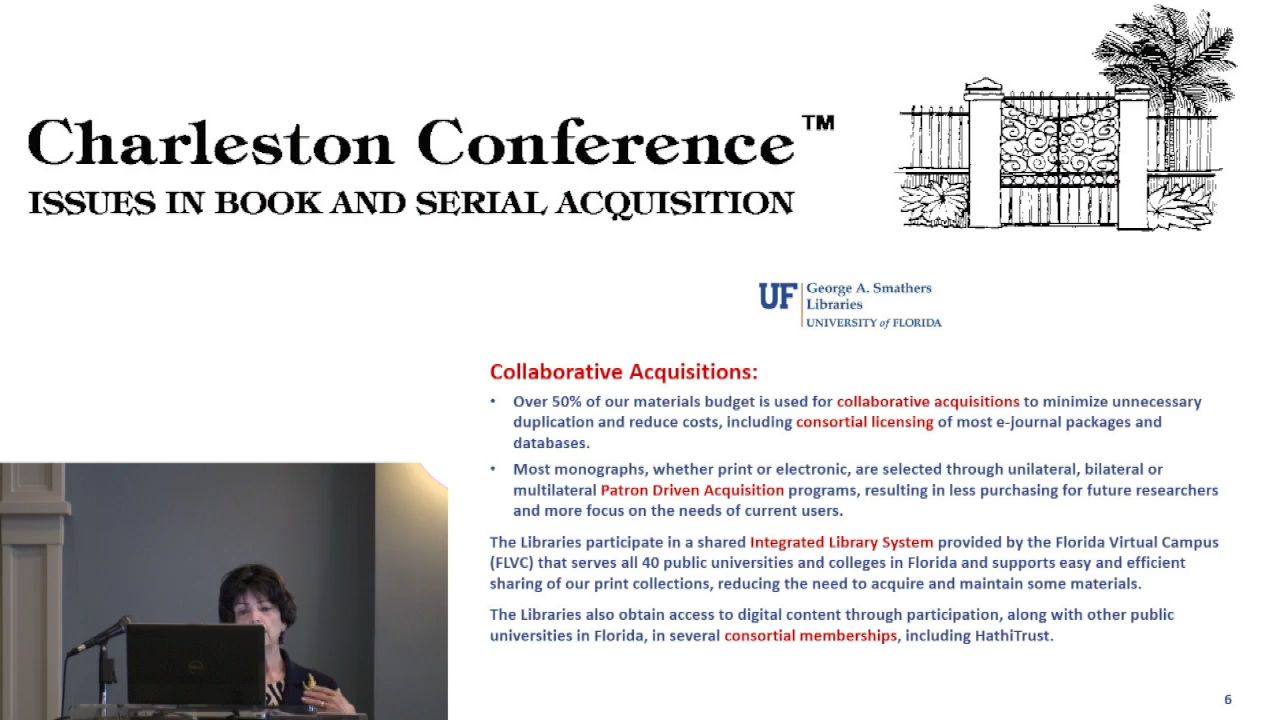 Charleston Conference™
ISSUES IN BOOK AND SERIAL ACQUISITION
UF George A. Smathers
Libraries
UNIVERSITY of FLORIDA
Collaborative Acquisitions:
• Over 50% of our materials budget is used for collaborative acquisitions to minimize unnecessary
duplication and reduce costs, including consortial licensing of most e-journal packages and
databases.
• Most monographs, whether print or electronic, are selected through unilateral, bilateral or
multilateral Patron Driven Acquisition programs, resulting in less purchasing for future researchers
and more focus on the needs of current users.
The Libraries participate in a shared Integrated Library System provided by the Florida Virtual Campus
(FLVC) that serves all 40 public universities and colleges in Florida and supports easy and efficient
sharing of our print collections, reducing the need to acquire and maintain some materials.
The Libraries also obtain access to digital content through participation, along with other public
universities in Florida, in several consortial memberships, including HathiTrust.
6